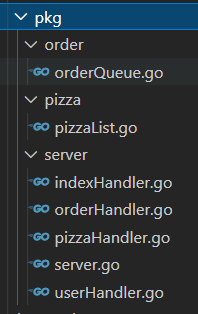 pkg
order
GO orderQueue.go
pizza
GO pizzaList.go
server
GO indexHandler.go
GO orderHandler.go
GO pizzaHandler.go
GO server.go
GO userHandler.go